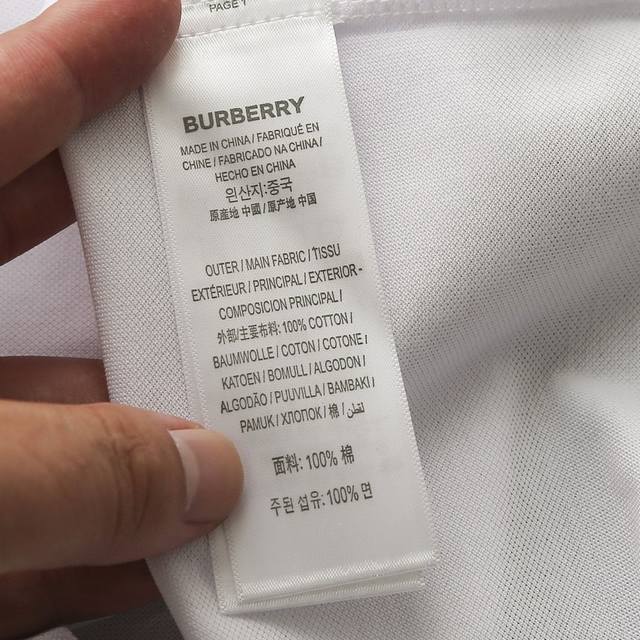 PAGE 1
BURBERRY
MADE IN CHINA / FABRIQUÉ EN
CHINE / FABRICADO NA CHINA /
HECHO EN CHINA
원산지:중국
原産地 中國 / 原产地 中国
OUTER / MAIN FABRIC / TISSU
EXTÉRIEUR / PRINCIPAL / EXTERIOR -
COMPOSICION PRINCIPAL /
外部/主要布料: 100% COTTON /
BAUMWOLLE / COTON / COTONE /
KATOEN / BOMULL / ALGODON /
ALGODÃO / PUUVILLA / BAMBAKI /
PAMUK / ХЛОПОК / 棉 / قطن
面料: 100% 棉
주된 섬유: 100% 면